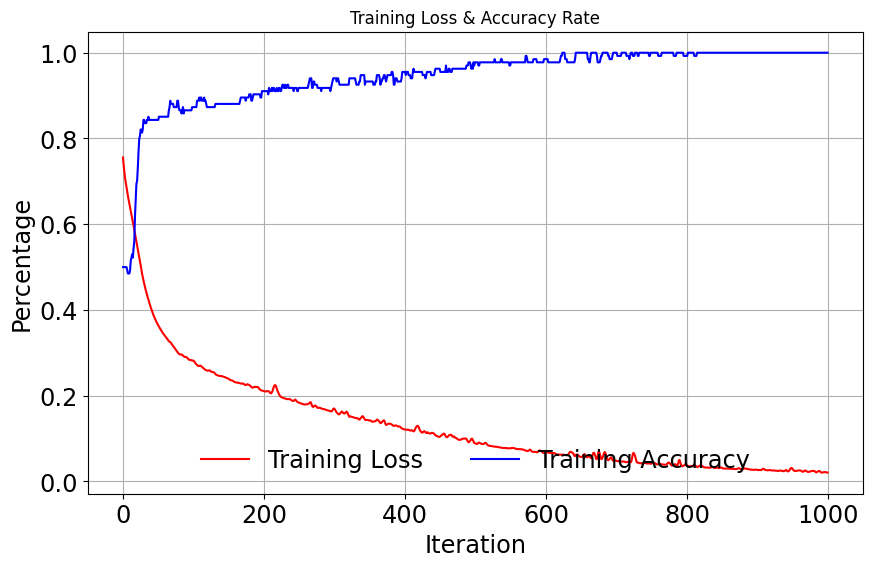 Training Loss & Accuracy Rate
1.0
0.8
0.6
0.4
0.2
0.0
Percentage
Training Loss
Training Accuracy
0 200 400 600 800 1000
Iteration